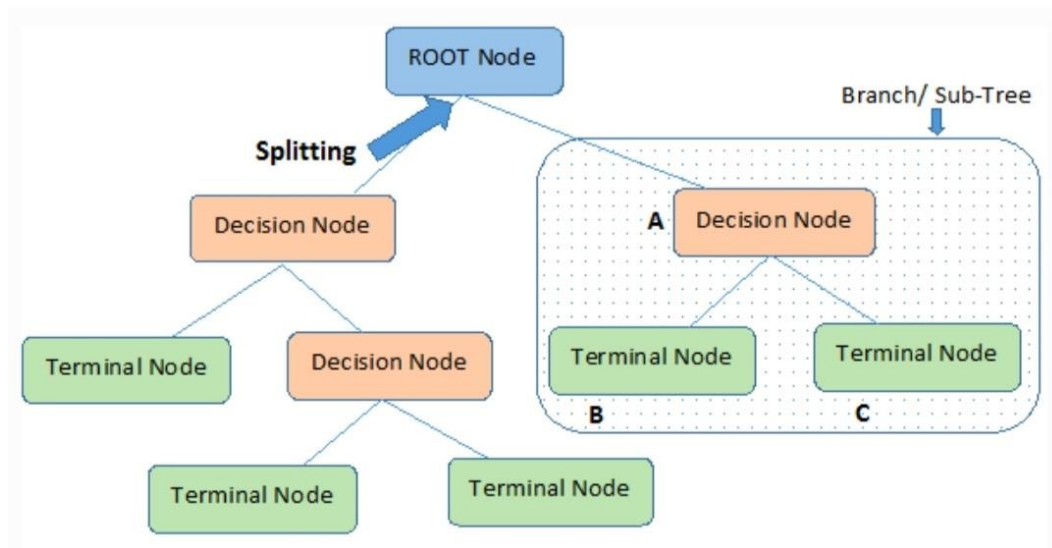 ROOT Node
Branch/ Sub-Tree
Splitting
Decision Node
A
Decision Node
Terminal Node
Decision Node
Terminal Node
Terminal Node
B
C
Terminal Node
Terminal Node